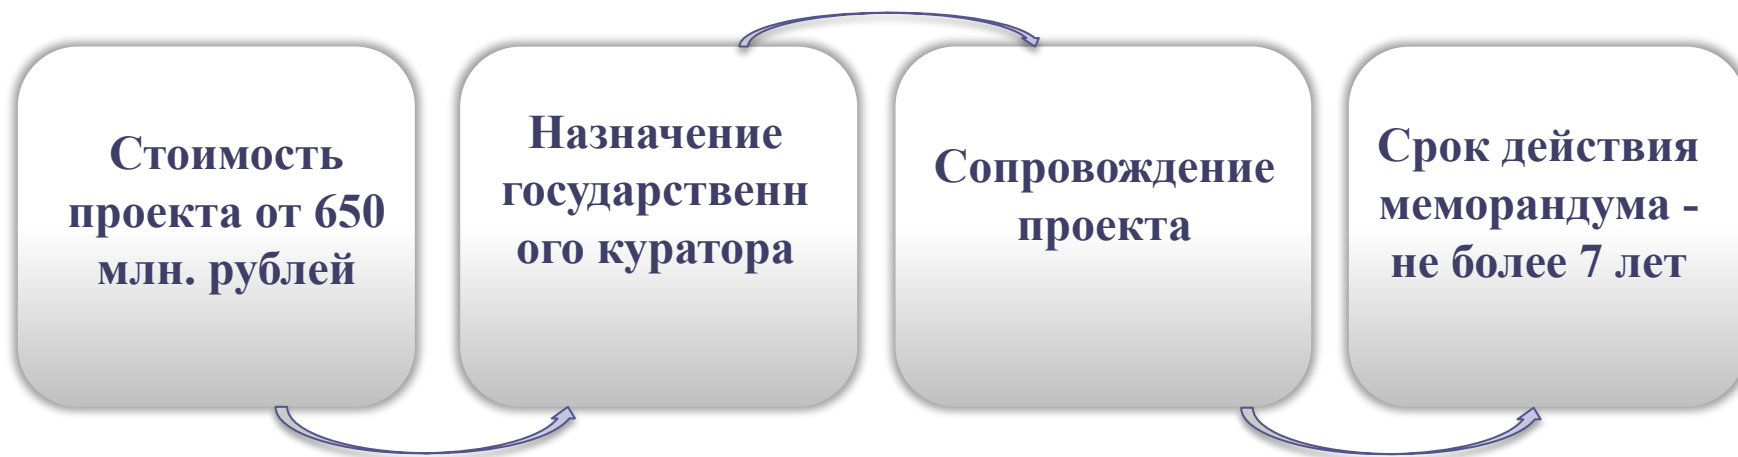 Стоимость
проекта от 650
млн. рублей
Назначение
государственн
ого куратора
Сопровождение
проекта
Срок действия
меморандума -
не более 7 лет